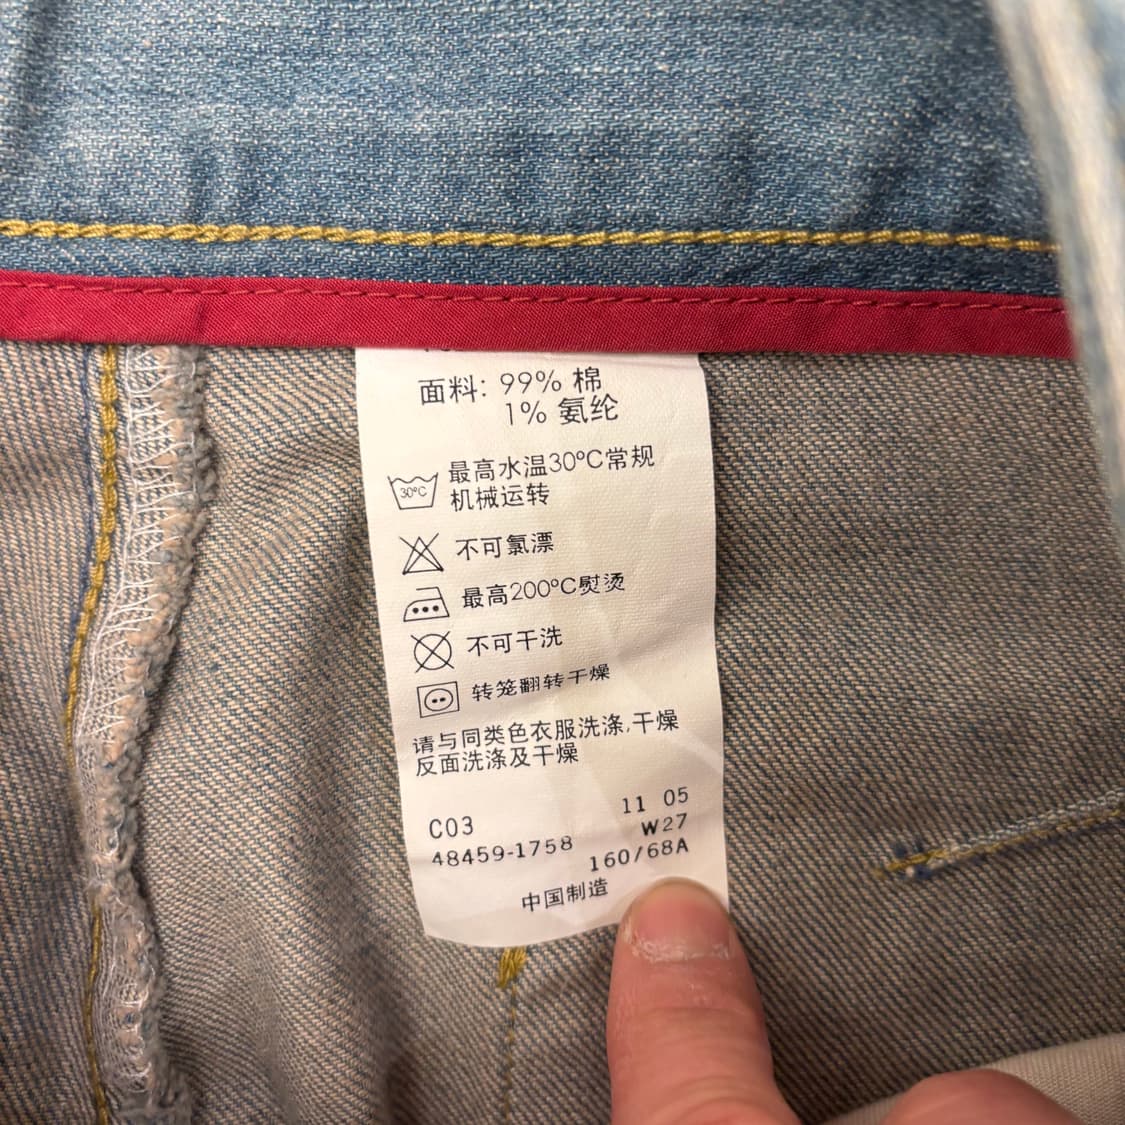 面料: 99% 棉
1% 氨纶
30°C
最高水温30°C常规
机械运转
不可氯漂
最高200°C熨烫
不可干洗
转笼翻转干燥
请与同类色衣服洗涤,干燥
反面洗涤及干燥
C03 11 05
W27
48459-1758
160/68A
中国制造